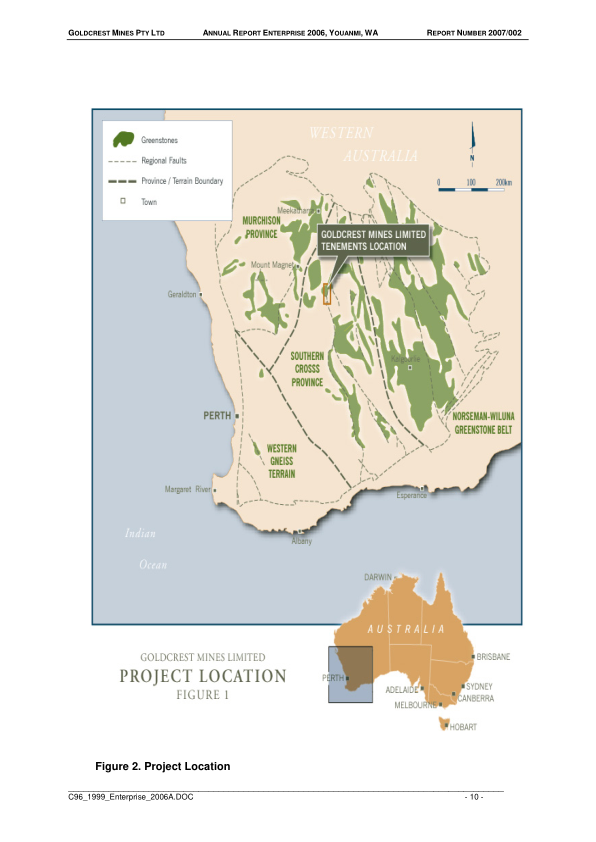 GOLDCREST MINES PTY LTD ANNUAL REPORT ENTERPRISE 2006, YOUANMI, WA REPORT NUMBER 2007/002
WESTERN
AUSTRALIA
Greenstones
Regional Faults
Province / Terrain Boundary
Town
N
0 100 200km
Meekatharra
MURCHISON
PROVINCE
GOLDCREST MINES LIMITED
TENEMENTS LOCATION
Mount Magnet
Geraldton
SOUTHERN
CROSSS
PROVINCE
Kalgoorlie
PERTH
NORSEMAN-WILUNA
GREENSTONE BELT
WESTERN
GNEISS
TERRAIN
Margaret River
Esperance
Indian
Ocean
Albany
DARWIN
AUSTRALIA
BRISBANE
PERTH
ADELAIDE
SYDNEY
CANBERRA
MELBOURNE
HOBART
GOLDCREST MINES LIMITED
PROJECT LOCATION
FIGURE 1
Figure 2. Project Location
C96_1999_Enterprise_2006A.DOC - 10 -